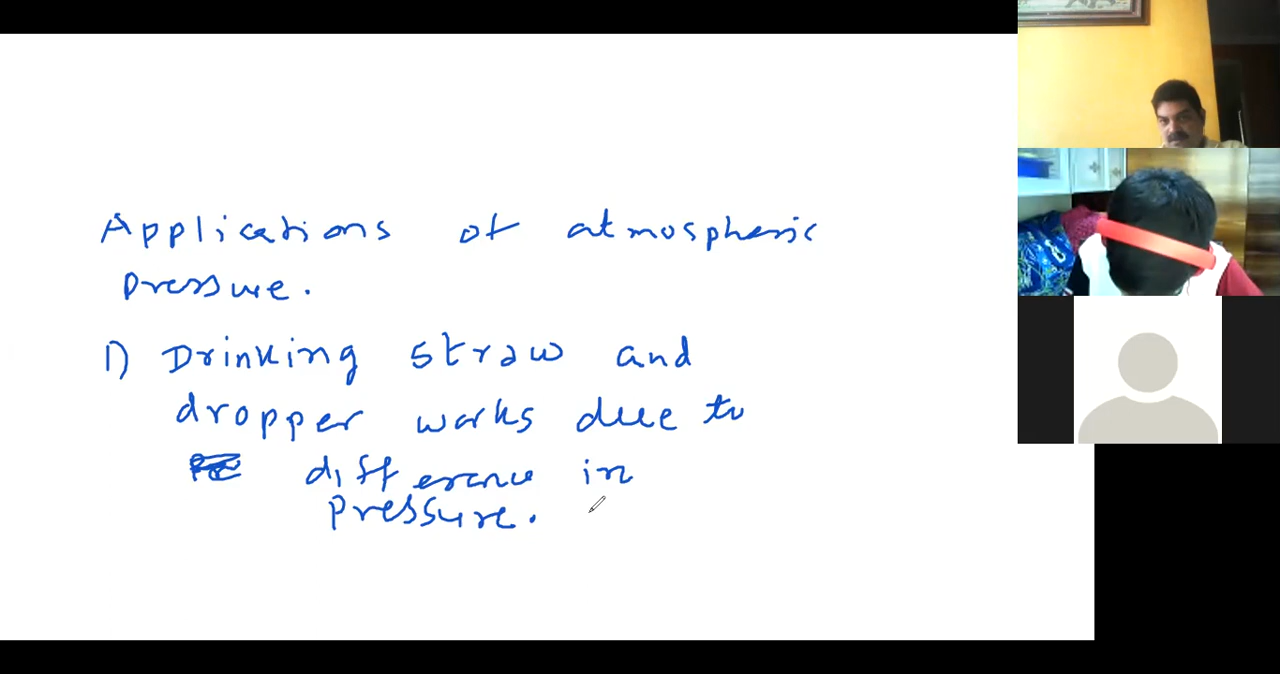 Applications of atmospheric
pressure.
1) Drinking straw and
dropper works due to
difference in
pressure.